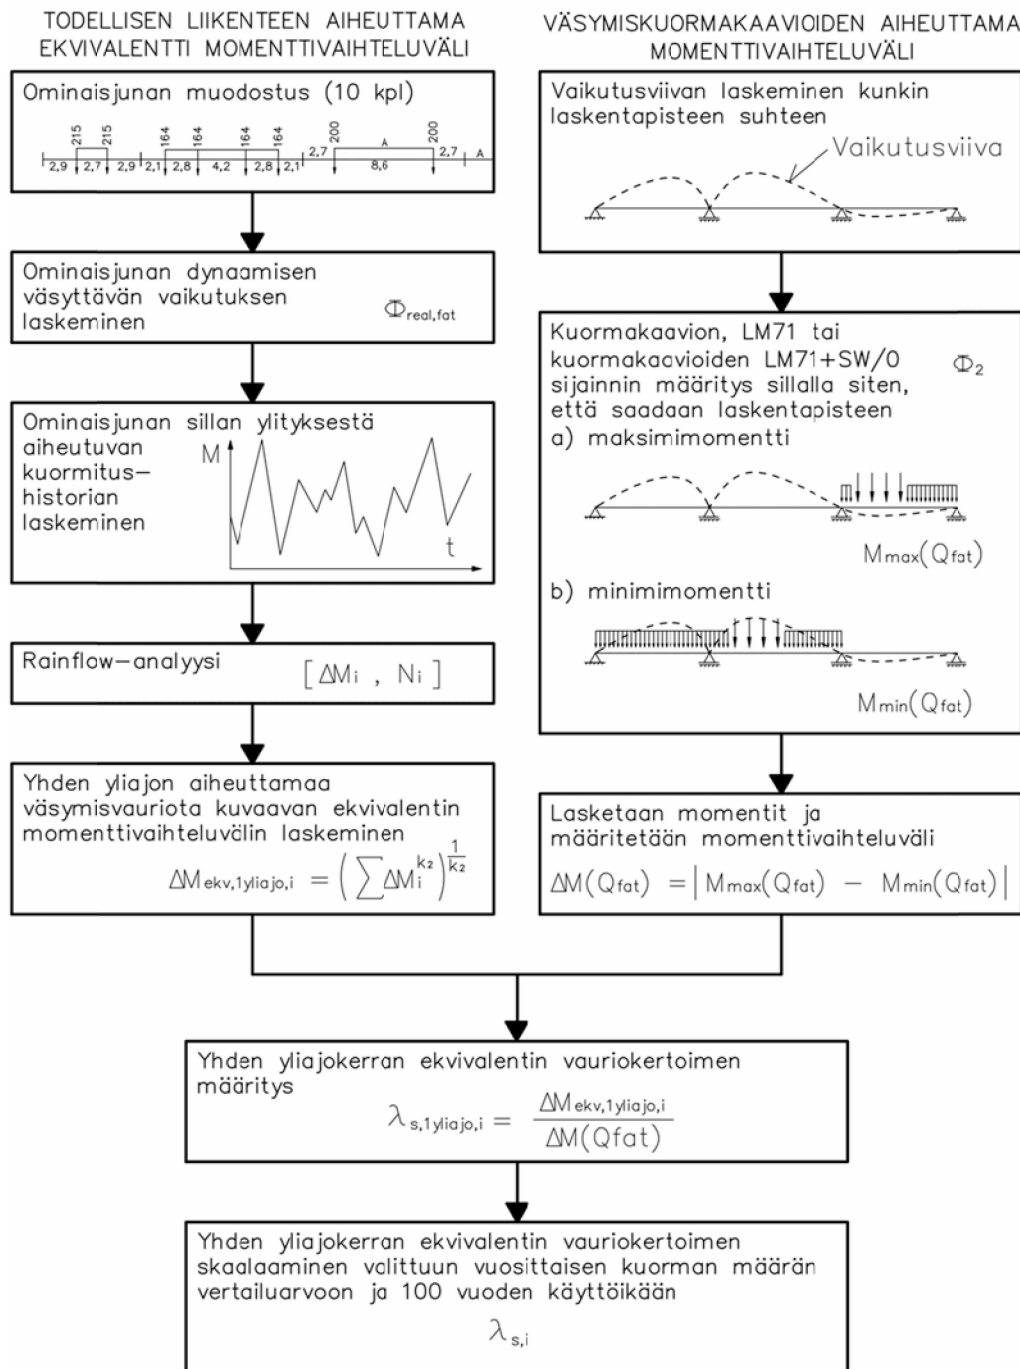 TODELLISEN LIIKENTEEN AIHEUTTAMA
EKVIVALENTTI MOMENTTIVAIHTELUVÄLI
Ominaisjunan muodostus (10 kpl)
215 215 164 164 164 164 200 200
A
2,9 2,7 2,9 2,1 2,8 4,2 2,8 2,1 2,7 8,6 2,7 A
Ominaisjunan dynaamisen
väsyttävän vaikutuksen
laskeminen
Φreal,fat
Ominaisjunan sillan ylityksestä
aiheutuvan
kuormitus–
historian
laskeminen
M
t
Rainflow–analyysi
[ ΔMi , Ni ]
Yhden yliajon aiheuttamaa
väsymisvauriota kuvaavan ekvivalentin
momenttivaihteluvälin laskeminen
ΔMekv,1yliajo,i = (∑ΔMi^k2)^(1/k2)
VÄSYMISKUORMAKAAVIOIDEN AIHEUTTAMA
MOMENTTIVAIHTELUVÄLI
Vaikutusviivan laskeminen kunkin
laskentapisteen suhteen
Vaikutusviiva
Kuormakaavion, LM71 tai
kuormakaavioiden LM71+SW/0
sijainnin määritys sillalla siten,
että saadaan laskentapisteen
Φ2
a) maksimimomentti
Mmax(Qfat)
b) minimimomentti
Mmin(Qfat)
Lasketaan momentit ja
määritetään momenttivaihteluväli
ΔM(Qfat) = |Mmax(Qfat) − Mmin(Qfat)|
Yhden yliajokerran ekvivalentin vauriokertoimen
määritys
λs,1yliajo,i = ΔMekv,1yliajo,i / ΔM(Qfat)
Yhden yliajokerran ekvivalentin vauriokertoimen
skaalaaminen valittuun vuosittaisen kuorman määrän
vertailuarvoon ja 100 vuoden käyttöikään
λs,i